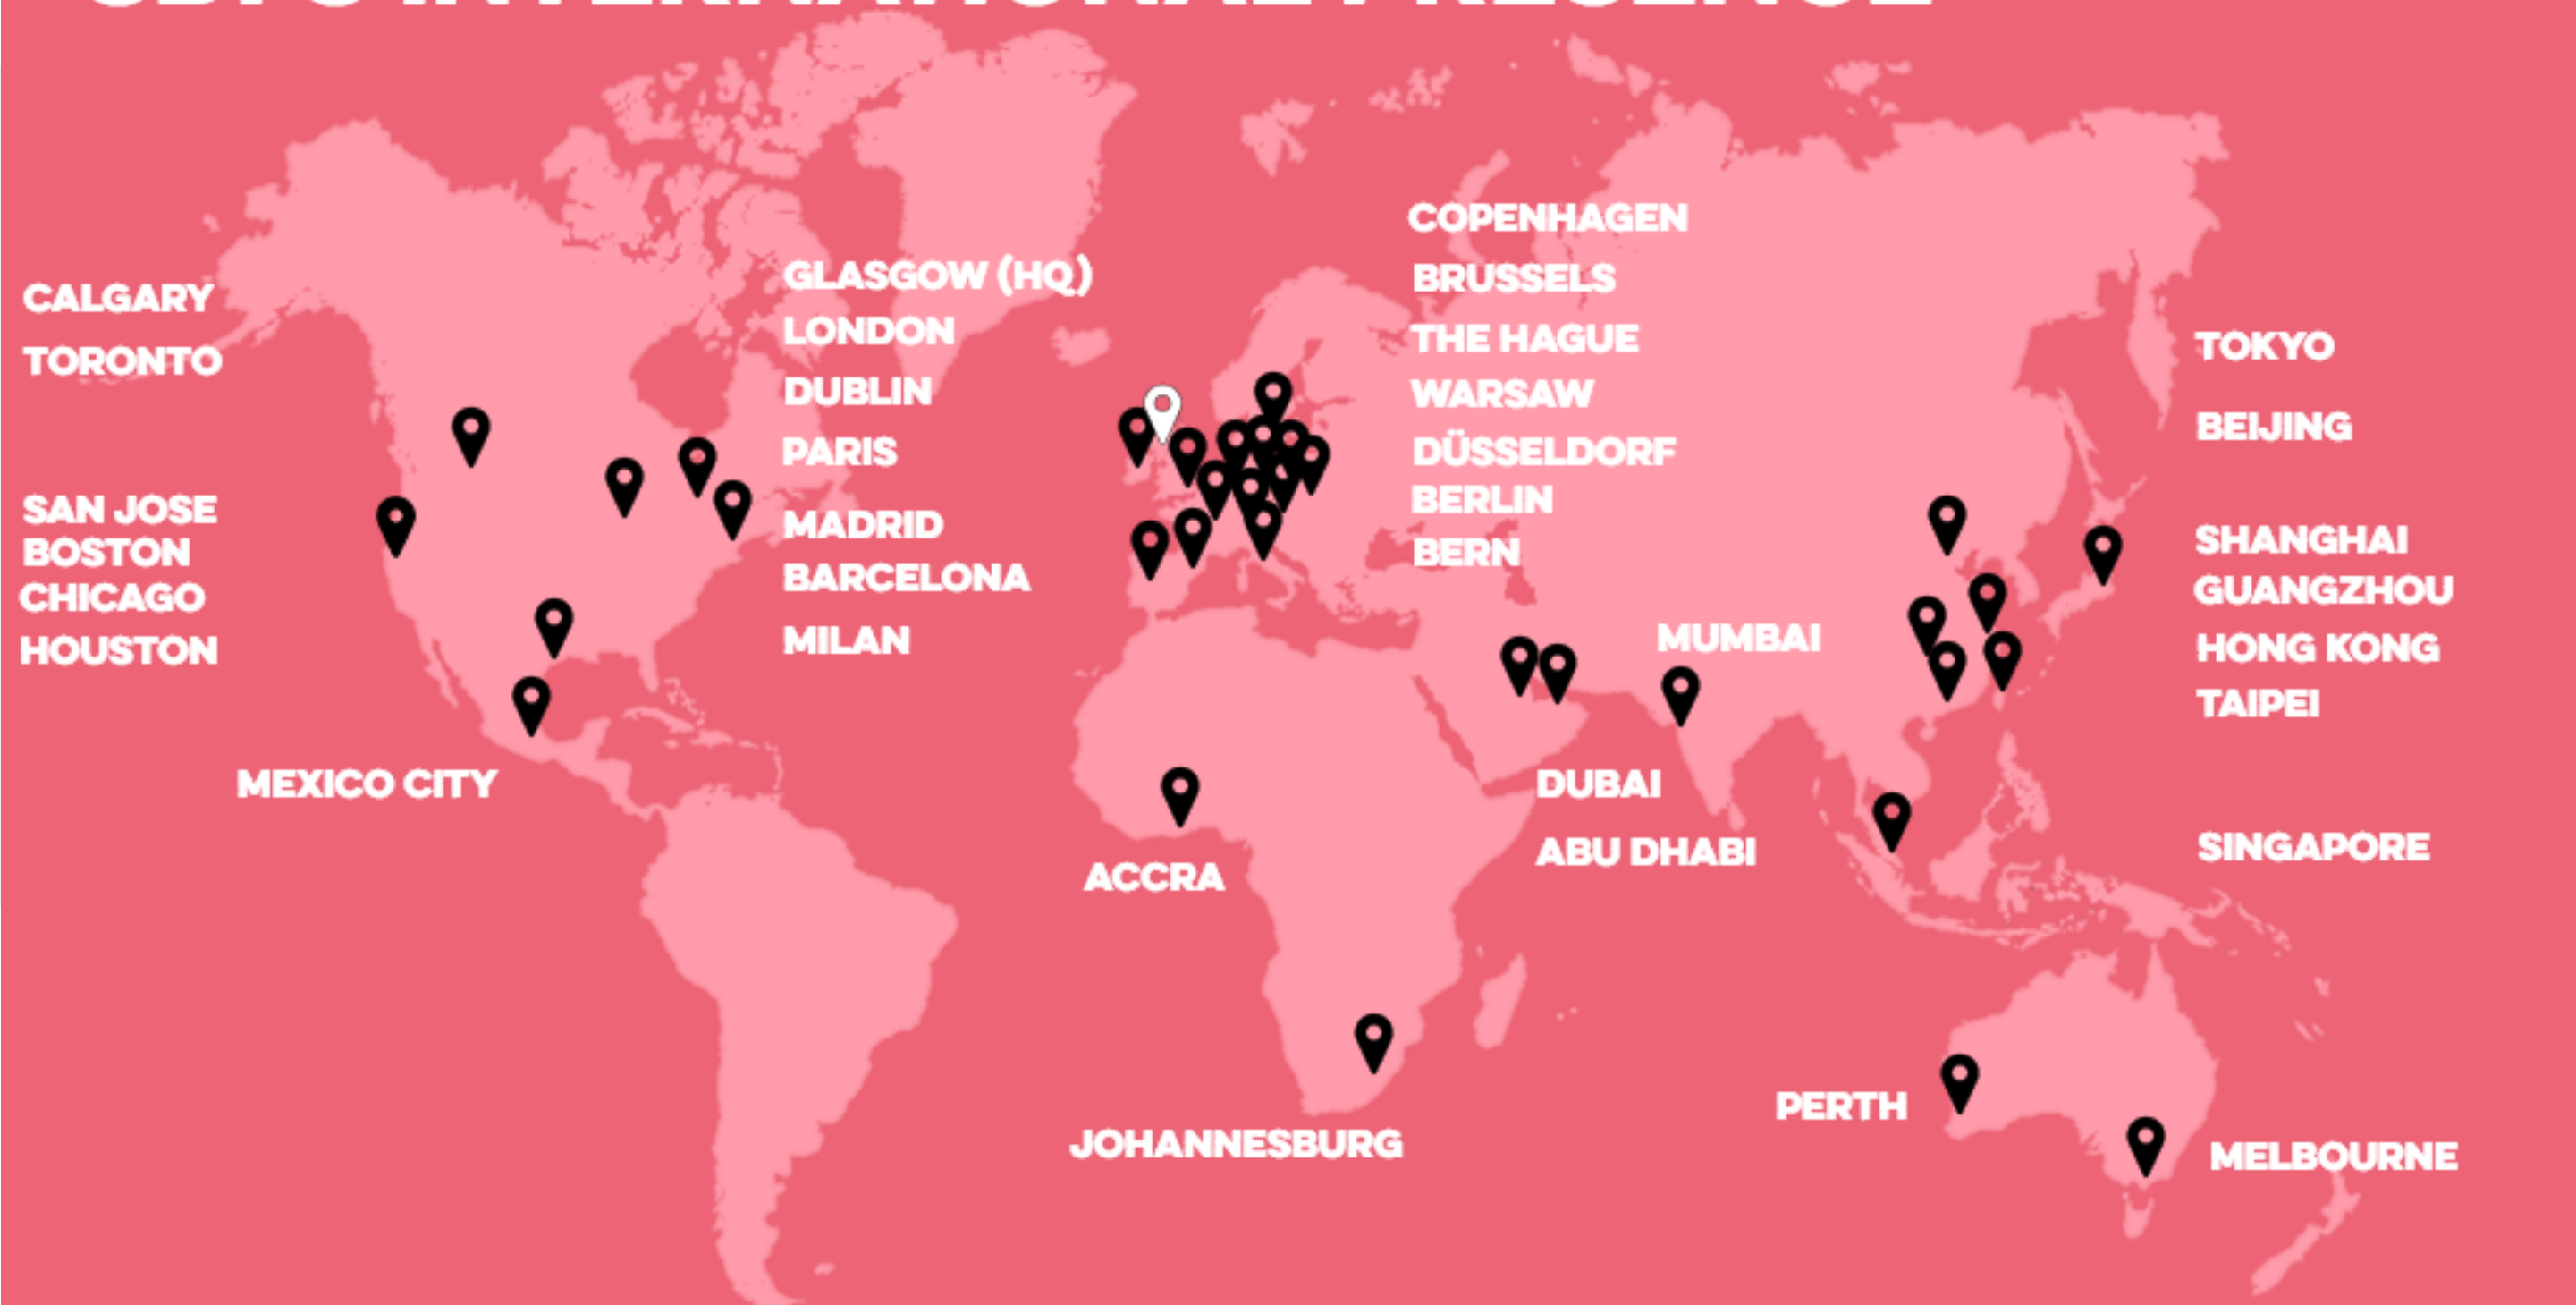 INTERNATIONAL PRESENCE
CALGARY
TORONTO
SAN JOSE
BOSTON
CHICAGO
HOUSTON
MEXICO CITY
GLASGOW (HQ)
LONDON
DUBLIN
PARIS
MADRID
BARCELONA
MILAN
COPENHAGEN
BRUSSELS
THE HAGUE
WARSAW
DÜSSELDORF
BERLIN
BERN
ACCRA
JOHANNESBURG
MUMBAI
DUBAI
ABU DHABI
TOKYO
BEIJING
SHANGHAI
GUANGZHOU
HONG KONG
TAIPEI
SINGAPORE
PERTH
MELBOURNE